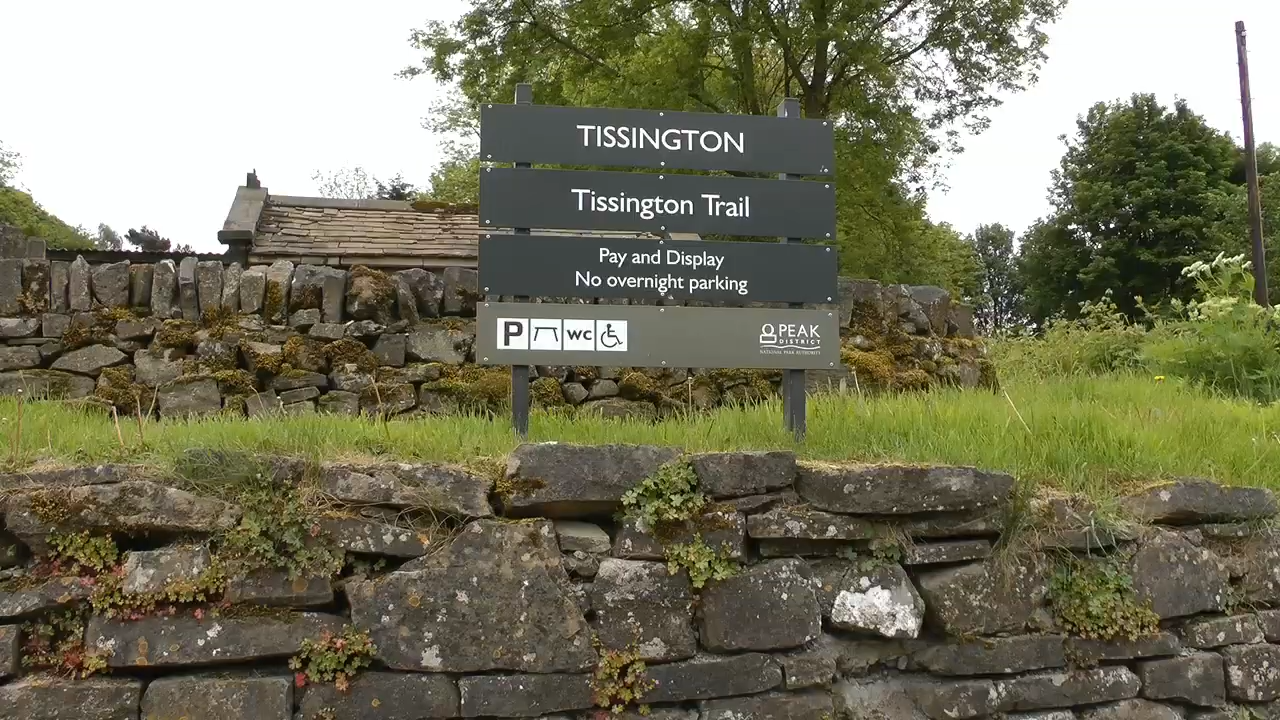 TISSINGTON
Tissington Trail
Pay and Display
No overnight parking
P WC
PEAK
DISTRICT
NATIONAL PARK AUTHORITY